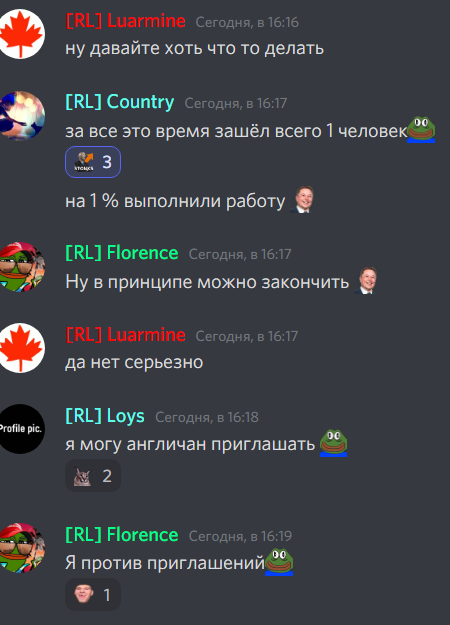 [RL] Luarmine Сегодня, в 16:16
ну давайте хоть что то делать
[RL] Country Сегодня, в 16:17
за все это время зашёл всего 1 человек
STONKS 3
на 1 % выполнили работу
[RL] Florence Сегодня, в 16:17
Ну в принципе можно закончить
[RL] Luarmine Сегодня, в 16:17
да нет серьезно
Profile pic.
[RL] Loys Сегодня, в 16:18
я могу англичан приглашать
2
[RL] Florence Сегодня, в 16:19
Я против приглашений
1